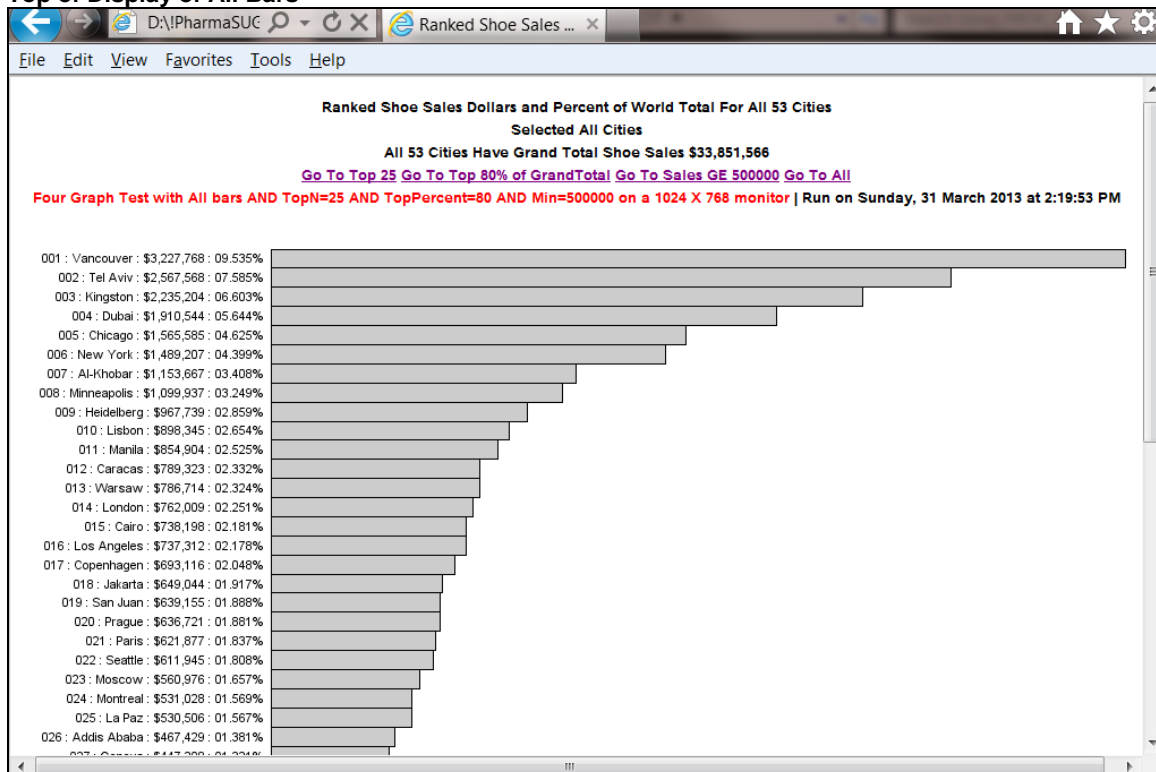 Top of Display of All Bars
D:\!PharmaSUG
Ranked Shoe Sales ...
File Edit View Favorites Tools Help
Ranked Shoe Sales Dollars and Percent of World Total For All 53 Cities
Selected All Cities
All 53 Cities Have Grand Total Shoe Sales $33,851,566
Go To Top 25 Go To Top 80% of GrandTotal Go To Sales GE 500000 Go To All
Four Graph Test with All bars AND TopN=25 AND TopPercent=80 AND Min=500000 on a 1024 X 768 monitor | Run on Sunday, 31 March 2013 at 2:19:53 PM
001 : Vancouver : $3,227,768 : 09.535%
002 : Tel Aviv : $2,567,568 : 07.585%
003 : Kingston : $2,235,204 : 06.603%
004 : Dubai : $1,910,544 : 05.644%
005 : Chicago : $1,565,585 : 04.625%
006 : New York : $1,489,207 : 04.399%
007 : Al-Khobar : $1,153,667 : 03.408%
008 : Minneapolis : $1,099,937 : 03.249%
009 : Heidelberg : $967,739 : 02.859%
010 : Lisbon : $898,345 : 02.654%
011 : Manila : $854,904 : 02.525%
012 : Caracas : $789,323 : 02.332%
013 : Warsaw : $786,714 : 02.324%
014 : London : $762,009 : 02.251%
015 : Cairo : $738,198 : 02.181%
016 : Los Angeles : $737,312 : 02.178%
017 : Copenhagen : $693,116 : 02.048%
018 : Jakarta : $649,044 : 01.917%
019 : San Juan : $639,155 : 01.888%
020 : Prague : $636,721 : 01.881%
021 : Paris : $621,877 : 01.837%
022 : Seattle : $611,945 : 01.808%
023 : Moscow : $560,976 : 01.657%
024 : Montreal : $531,028 : 01.569%
025 : La Paz : $530,506 : 01.567%
026 : Addis Ababa : $467,429 : 01.381%